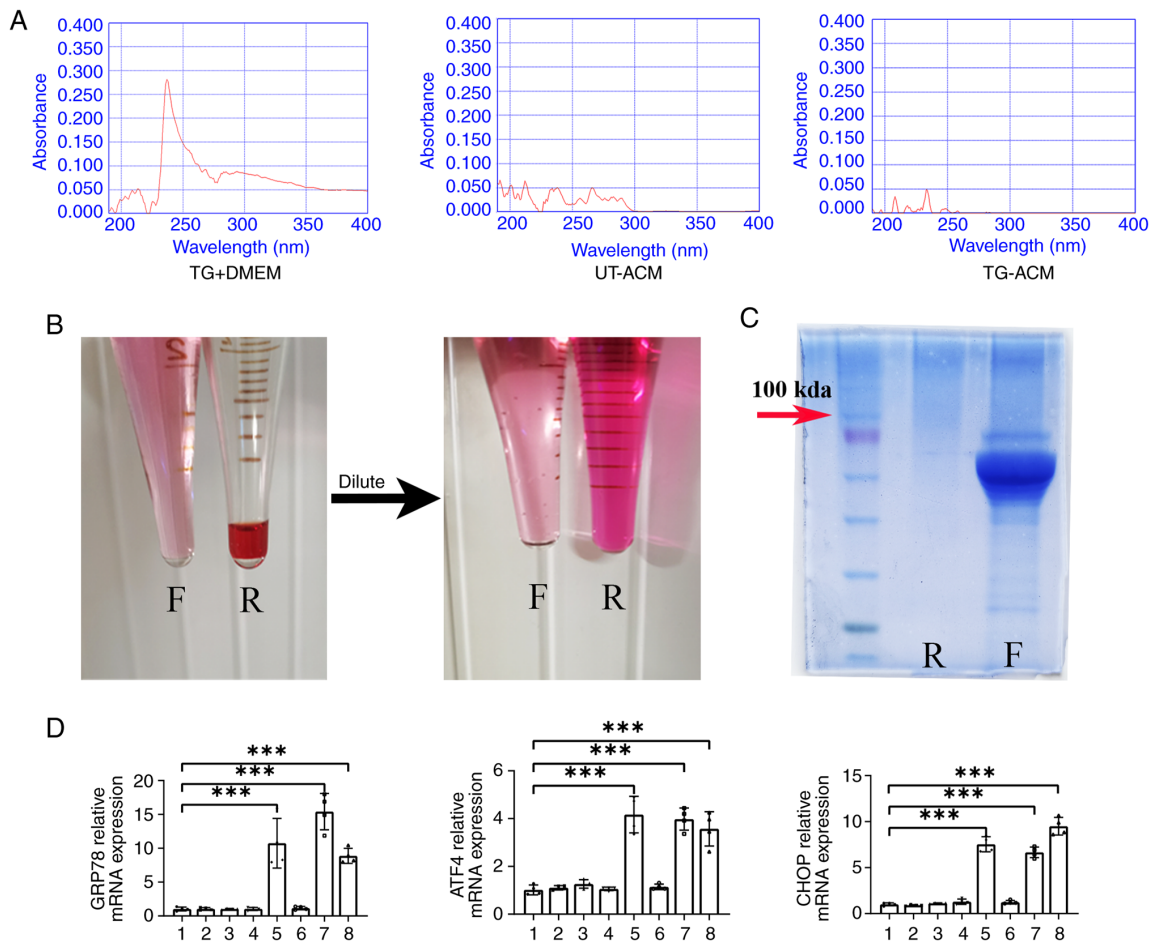 A
0.400
0.350
0.300
0.250
0.200
0.150
0.100
0.050
0.000
Absorbance
200 250 300 350 400
Wavelength (nm)
TG+DMEM
0.400
0.350
0.300
0.250
0.200
0.150
0.100
0.050
0.000
Absorbance
200 250 300 350 400
Wavelength (nm)
UT-ACM
0.400
0.350
0.300
0.250
0.200
0.150
0.100
0.050
0.000
Absorbance
200 250 300 350 400
Wavelength (nm)
TG-ACM
B
F R
Dilute
F R
C
100 kda
R F
D
GRP78 relative
mRNA expression
20
15
10
5
0
***
***
***
1 2 3 4 5 6 7 8
ATF4 relative
mRNA expression
6
4
2
0
***
***
***
1 2 3 4 5 6 7 8
CHOP relative
mRNA expression
15
10
5
0
***
***
***
1 2 3 4 5 6 7 8